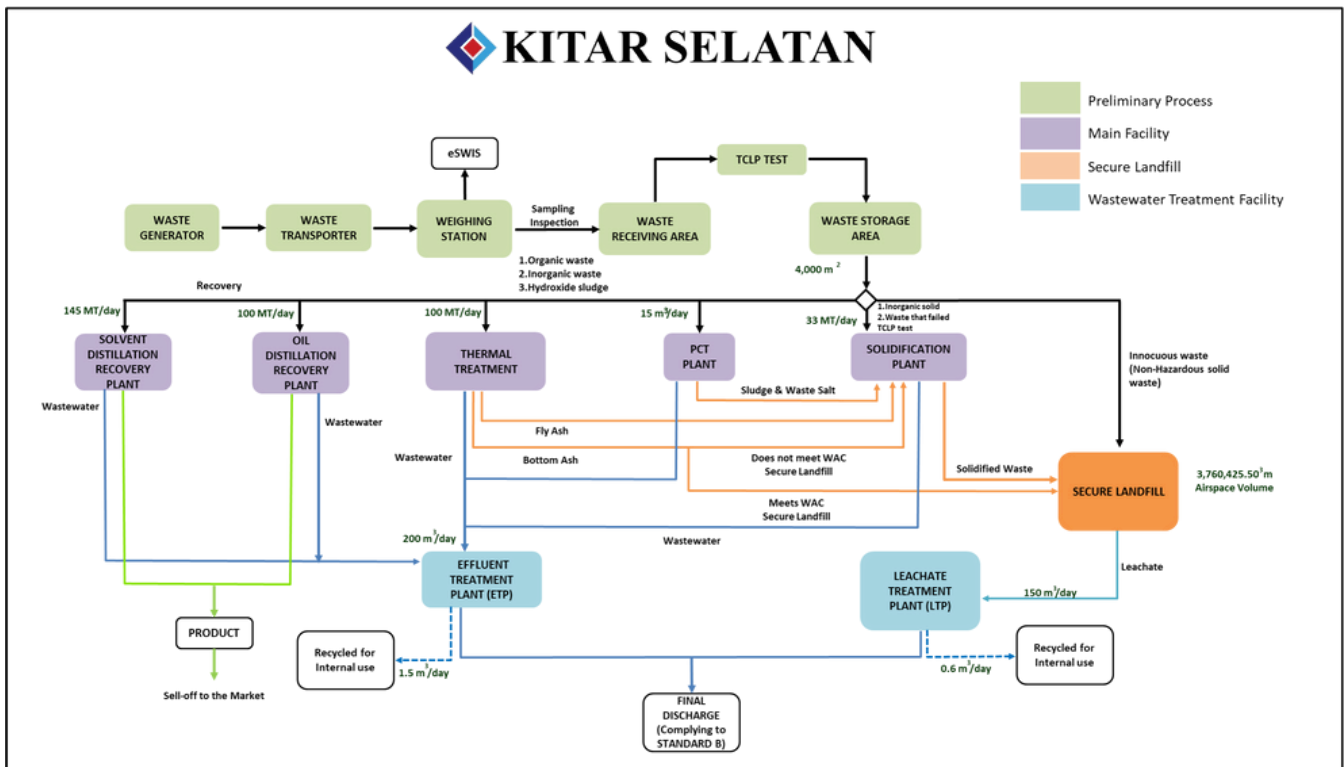 KITAR SELATAN
Preliminary Process
Main Facility
Secure Landfill
Wastewater Treatment Facility
eSWIS
TCLP TEST
WASTE
GENERATOR
WASTE
TRANSPORTER
WEIGHING
STATION
Sampling
Inspection
WASTE
RECEIVING AREA
WASTE STORAGE
AREA
1.Organic waste
2.Inorganic waste
3.Hydroxide sludge
4,000 m²
Recovery
145 MT/day
100 MT/day
100 MT/day
15 m³/day
33 MT/day
1.Inorganic solid
2.Waste that failed
TCLP test
SOLVENT
DISTILLATION
RECOVERY
PLANT
OIL
DISTILLATION
RECOVERY
PLANT
THERMAL
TREATMENT
PCT
PLANT
SOLIDIFICATION
PLANT
Innocuous waste
(Non-Hazardous solid
waste)
Wastewater
Wastewater
Sludge & Waste Salt
Fly Ash
Wastewater
Bottom Ash
Does not meet WAC
Secure Landfill
Solidified Waste
SECURE LANDFILL
3,760,425.50³m
Airspace Volume
Meets WAC
Secure Landfill
Wastewater
200 m³/day
EFFLUENT
TREATMENT
PLANT (ETP)
LEACHATE
TREATMENT
PLANT (LTP)
Leachate
150 m³/day
PRODUCT
Recycled for
Internal use
1.5 m³/day
0.6 m³/day
Recycled for
Internal use
Sell-off to the Market
FINAL
DISCHARGE
(Complying to
STANDARD B)